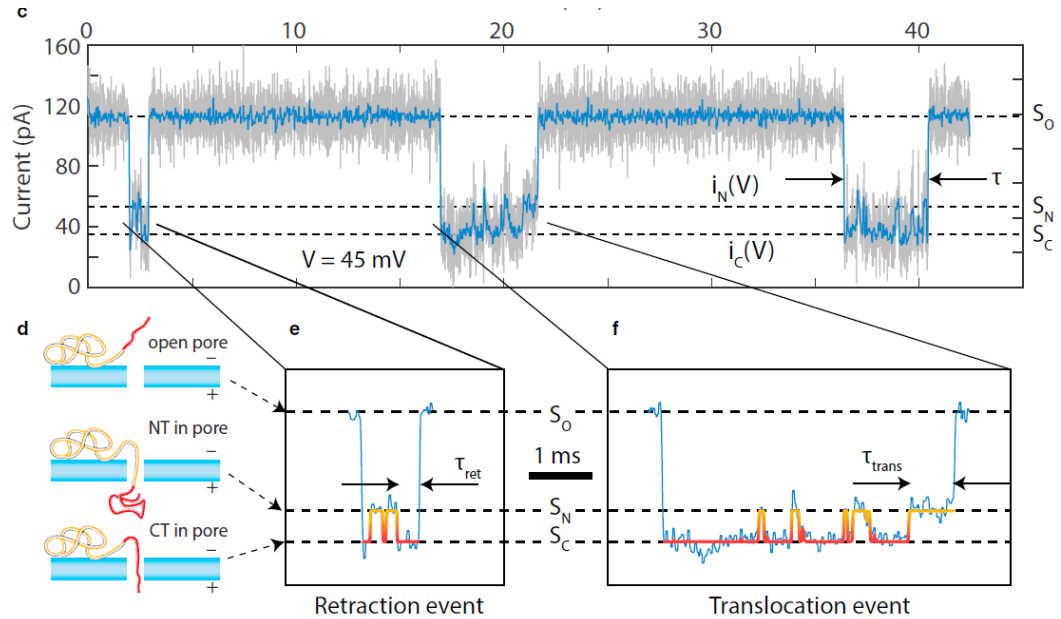 c
0 10 20 30 40
160
120
80
40
0
Current (pA)
S_O
i_N(V)
τ
S_N
S_C
i_C(V)
V = 45 mV
d
e
f
open pore
−
+
NT in pore
−
+
CT in pore
−
+
S_O
τ_ret
1 ms
τ_trans
S_N
S_C
Retraction event
Translocation event